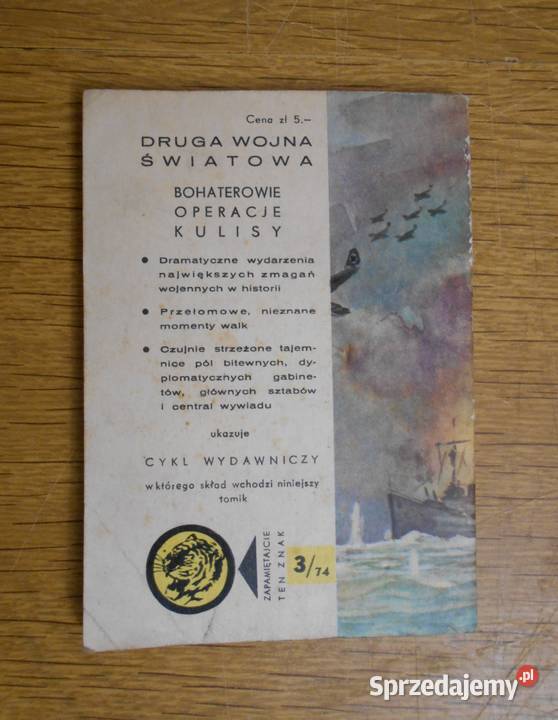 Cena zł 5.—
DRUGA WOJNA
ŚWIATOWA
BOHATEROWIE
OPERACJE
KULISY
● Dramatyczne wydarzenia
największych zmagań
wojennych w historii
● Przełomowe, nieznane
momenty walk
● Czujnie strzeżone tajem-
nice pól bitewnych, dy-
plomatycznych gabine-
tów, głównych sztabów
i central wywiadu
ukazuje
CYKL WYDAWNICZY
w którego skład wchodzi niniejszy
tomik
ZAPAMIĘTAJCIE
TEN ZNAK
3/74
Sprzedajemy.pl